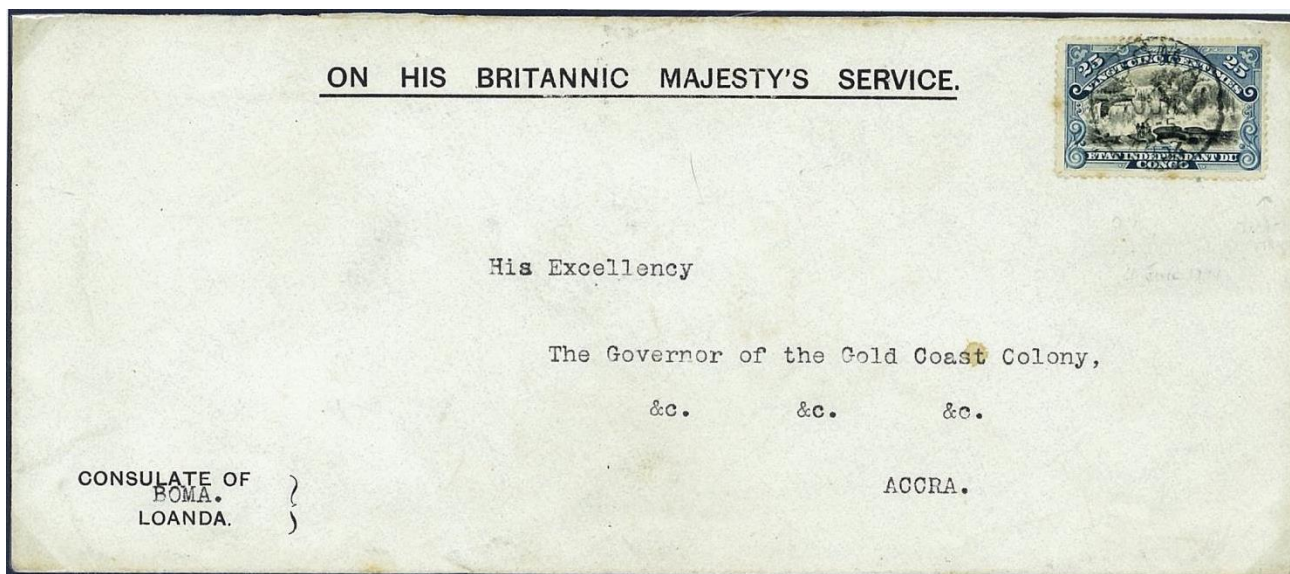 ON HIS BRITANNIC MAJESTY'S SERVICE.
25 25
VINGT CINQ CENTIMES
ETAT INDÉPENDANT DU
CONGO
His Excellency
The Governor of the Gold Coast Colony,
&c. &c. &c.
ACCRA.
CONSULATE OF
BOMA.
LOANDA.